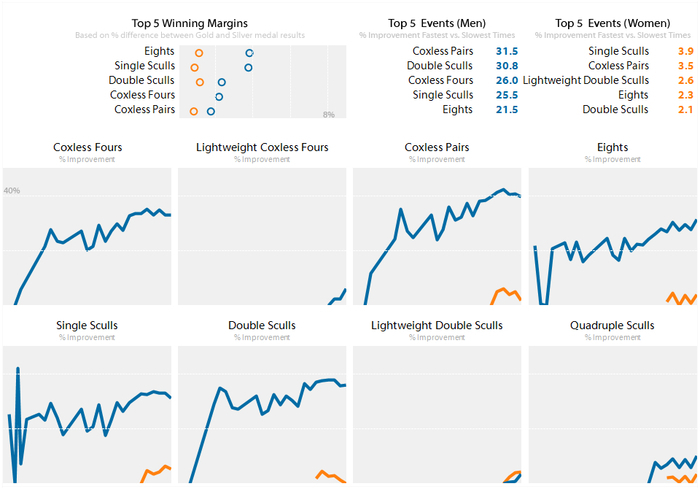 Top 5 Winning Margins
Based on % difference between Gold and Silver medal results
Eights
Single Sculls
Double Sculls
Coxless Fours
Coxless Pairs
8%
Top 5 Events (Men)
% Improvement Fastest vs. Slowest Times
Coxless Pairs 31.5
Double Sculls 30.8
Coxless Fours 26.0
Single Sculls 25.5
Eights 21.5
Top 5 Events (Women)
% Improvement Fastest vs. Slowest Times
Single Sculls 3.9
Coxless Pairs 3.5
Lightweight Double Sculls 2.6
Eights 2.3
Double Sculls 2.1
Coxless Fours
% Improvement
40%
Lightweight Coxless Fours
% Improvement
Coxless Pairs
% Improvement
Eights
% Improvement
Single Sculls
% Improvement
Double Sculls
% Improvement
Lightweight Double Sculls
% Improvement
Quadruple Sculls
% Improvement